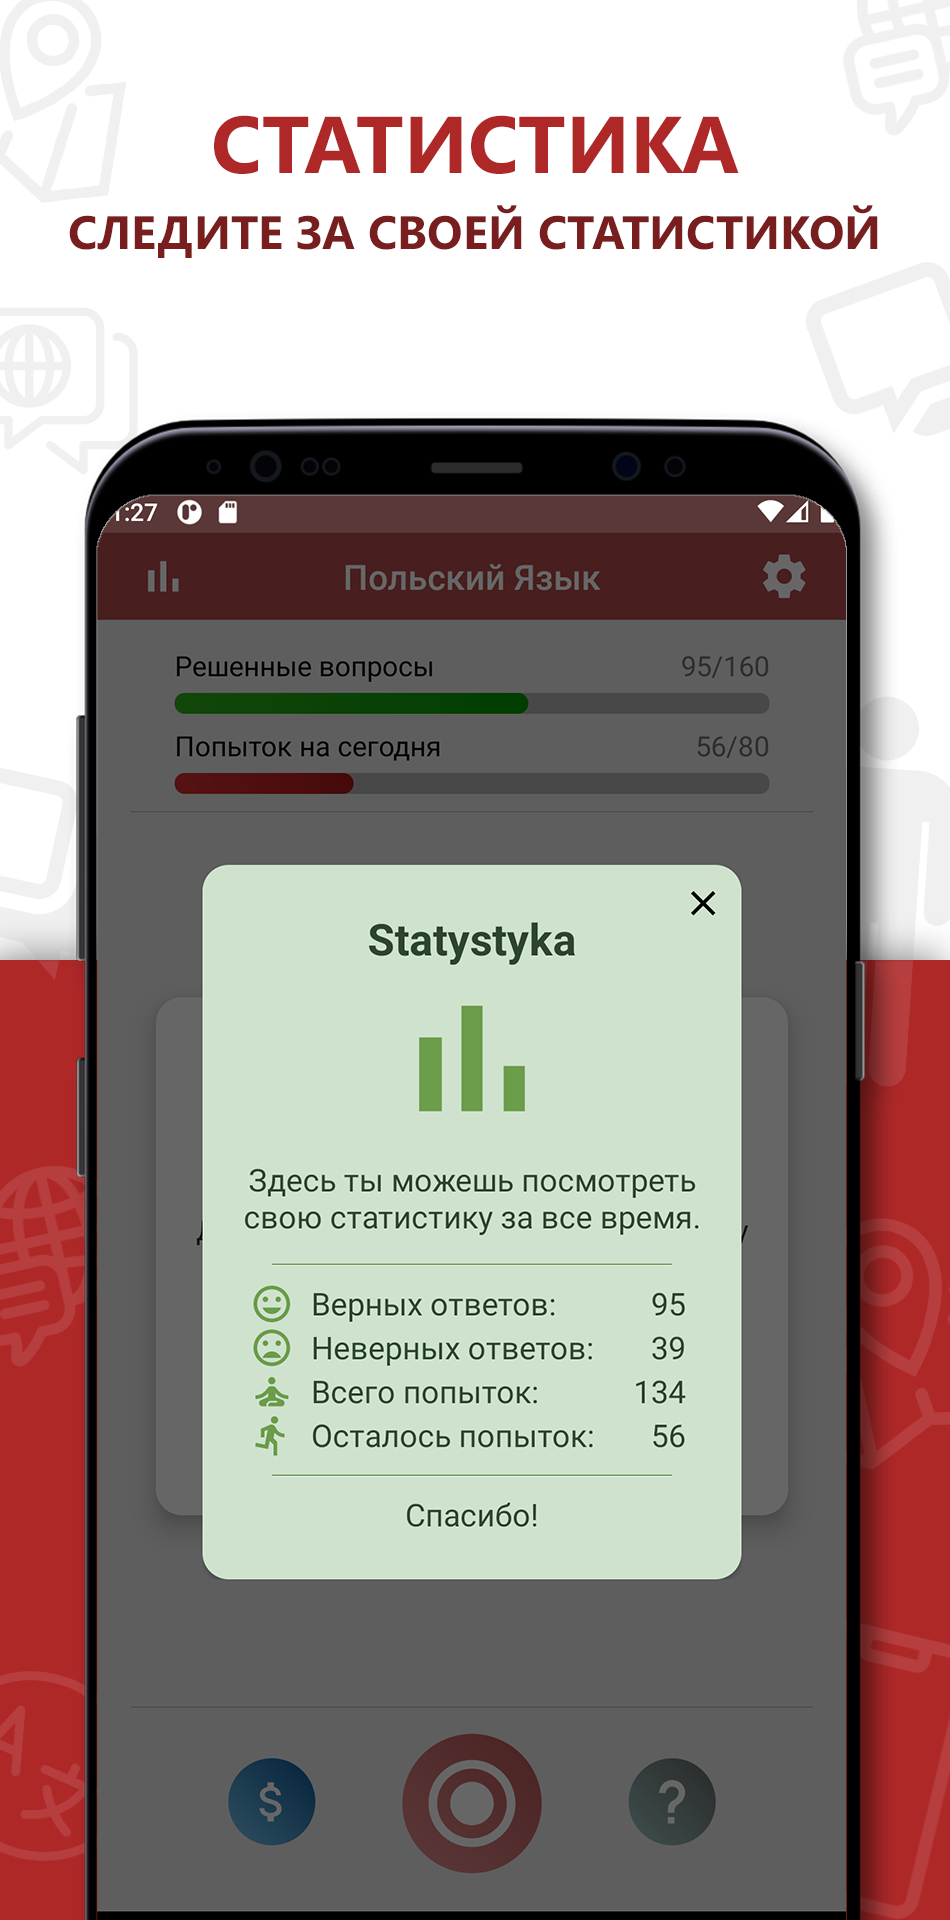 СТАТИСТИКА
СЛЕДИТЕ ЗА СВОЕЙ СТАТИСТИКОЙ
1:27
Польский Язык
Решенные вопросы 95/160
Попыток на сегодня 56/80
Statystyka
Здесь ты можешь посмотреть
свою статистику за все время.
Верных ответов: 95
Неверных ответов: 39
Всего попыток: 134
Осталось попыток: 56
Спасибо!
$
?